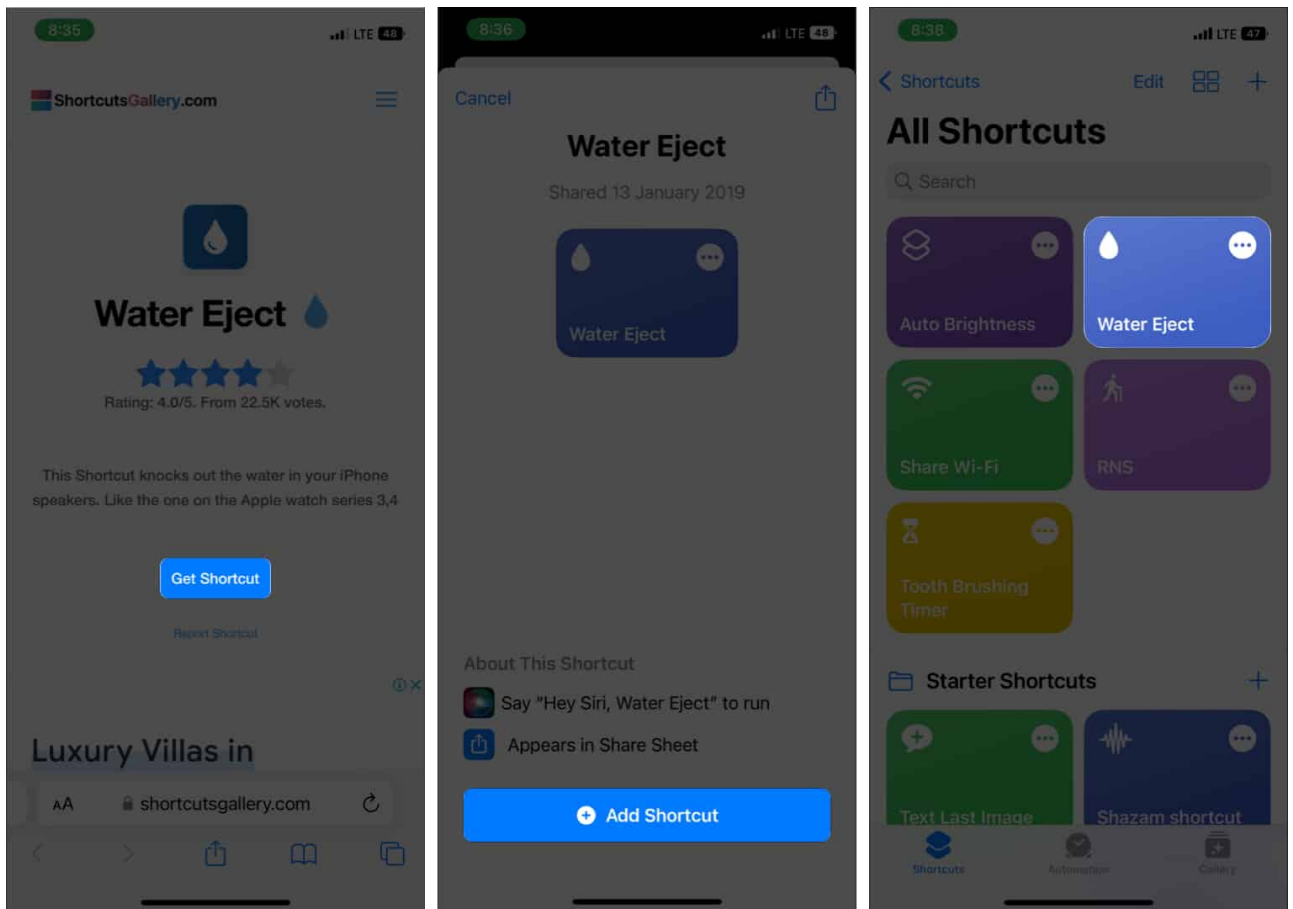 8:35
LTE 48
ShortcutsGallery.com
Water Eject
Rating: 4.0/5. From 22.5K votes.
This Shortcut knocks out the water in your iPhone
speakers. Like the one on the Apple watch series 3,4
Get Shortcut
Report Shortcut
Luxury Villas in
AA shortcutsgallery.com
8:36
LTE 48
Cancel
Water Eject
Shared 13 January 2019
Water Eject
About This Shortcut
Say "Hey Siri, Water Eject" to run
Appears in Share Sheet
Add Shortcut
8:38
LTE 47
Shortcuts Edit
All Shortcuts
Search
Auto Brightness
Water Eject
Share Wi-Fi
RNS
Tooth Brushing
Timer
Starter Shortcuts
Text Last Image
Shazam shortcut
Shortcuts Automation Gallery